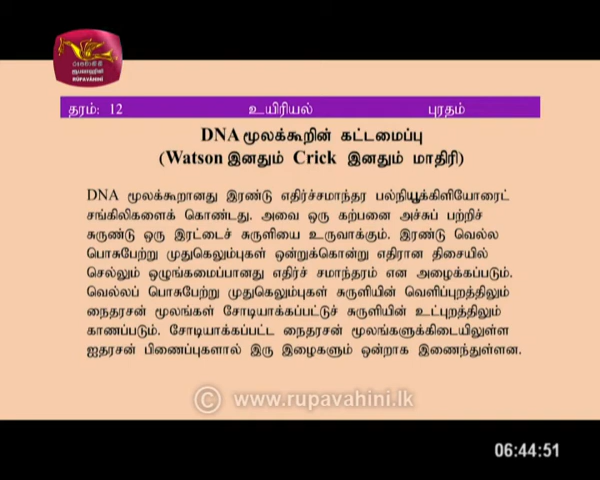 RUPAVAHINI
தரம்: 12 உயிரியல் புரதம்
DNA மூலக்கூறின் கட்டமைப்பு
(Watson இனதும் Crick இனதும் மாதிரி)
DNA மூலக்கூறானது இரண்டு எதிர்ச்சமாந்தர பல்நியூக்கிளியோரைட்
சங்கிலிகளைக் கொண்டது. அவை ஒரு கற்பனை அச்சுப் பற்றிச்
சுருண்டு ஒரு இரட்டைச் சுருளியை உருவாக்கும். இரண்டு வெல்ல
பொசுபேற்று முதுகெலும்புகள் ஒன்றுக்கொன்று எதிரான திசையில்
செல்லும் ஒழுங்கமைப்பானது எதிர்ச் சமாந்தரம் என அழைக்கப்படும்.
வெல்லப் பொசுபேற்று முதுகெலும்புகள் சுருளியின் வெளிப்புறத்திலும்
நைதரசன் மூலங்கள் சோடியாக்கப்பட்டுச் சுருளியின் உட்புறத்திலும்
காணப்படும். சோடியாக்கப்பட்ட நைதரசன் மூலங்களுக்கிடையிலுள்ள
ஐதரசன் பிணைப்புகளால் இரு இழைகளும் ஒன்றாக இணைந்துள்ளன.
© www.rupavahini.lk
06:44:51